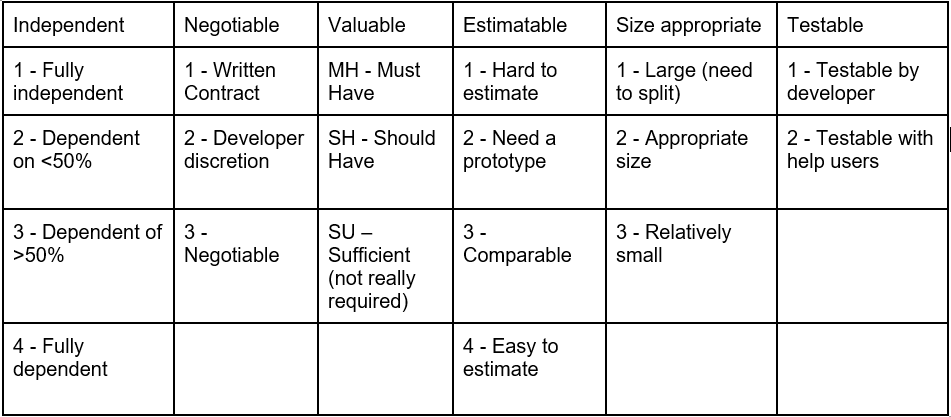 Independent
Negotiable
Valuable
Estimatable
Size appropriate
Testable
1 - Fully
independent
1 - Written
Contract
MH - Must
Have
1 - Hard to
estimate
1 - Large (need
to split)
1 - Testable by
developer
2 - Dependent
on <50%
2 - Developer
discretion
SH - Should
Have
2 - Need a
prototype
2 - Appropriate
size
2 - Testable with
help users
3 - Dependent of
>50%
3 -
Negotiable
SU –
Sufficient
(not really
required)
3 -
Comparable
3 - Relatively
small
4 - Fully
dependent
4 - Easy to
estimate